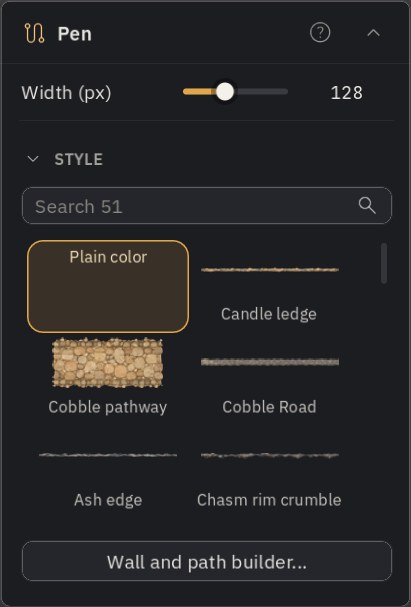 Pen
?
Width (px) 128
STYLE
Search 51
Plain color
Candle ledge
Cobble pathway Cobble Road
Ash edge Chasm rim crumble
Wall and path builder...